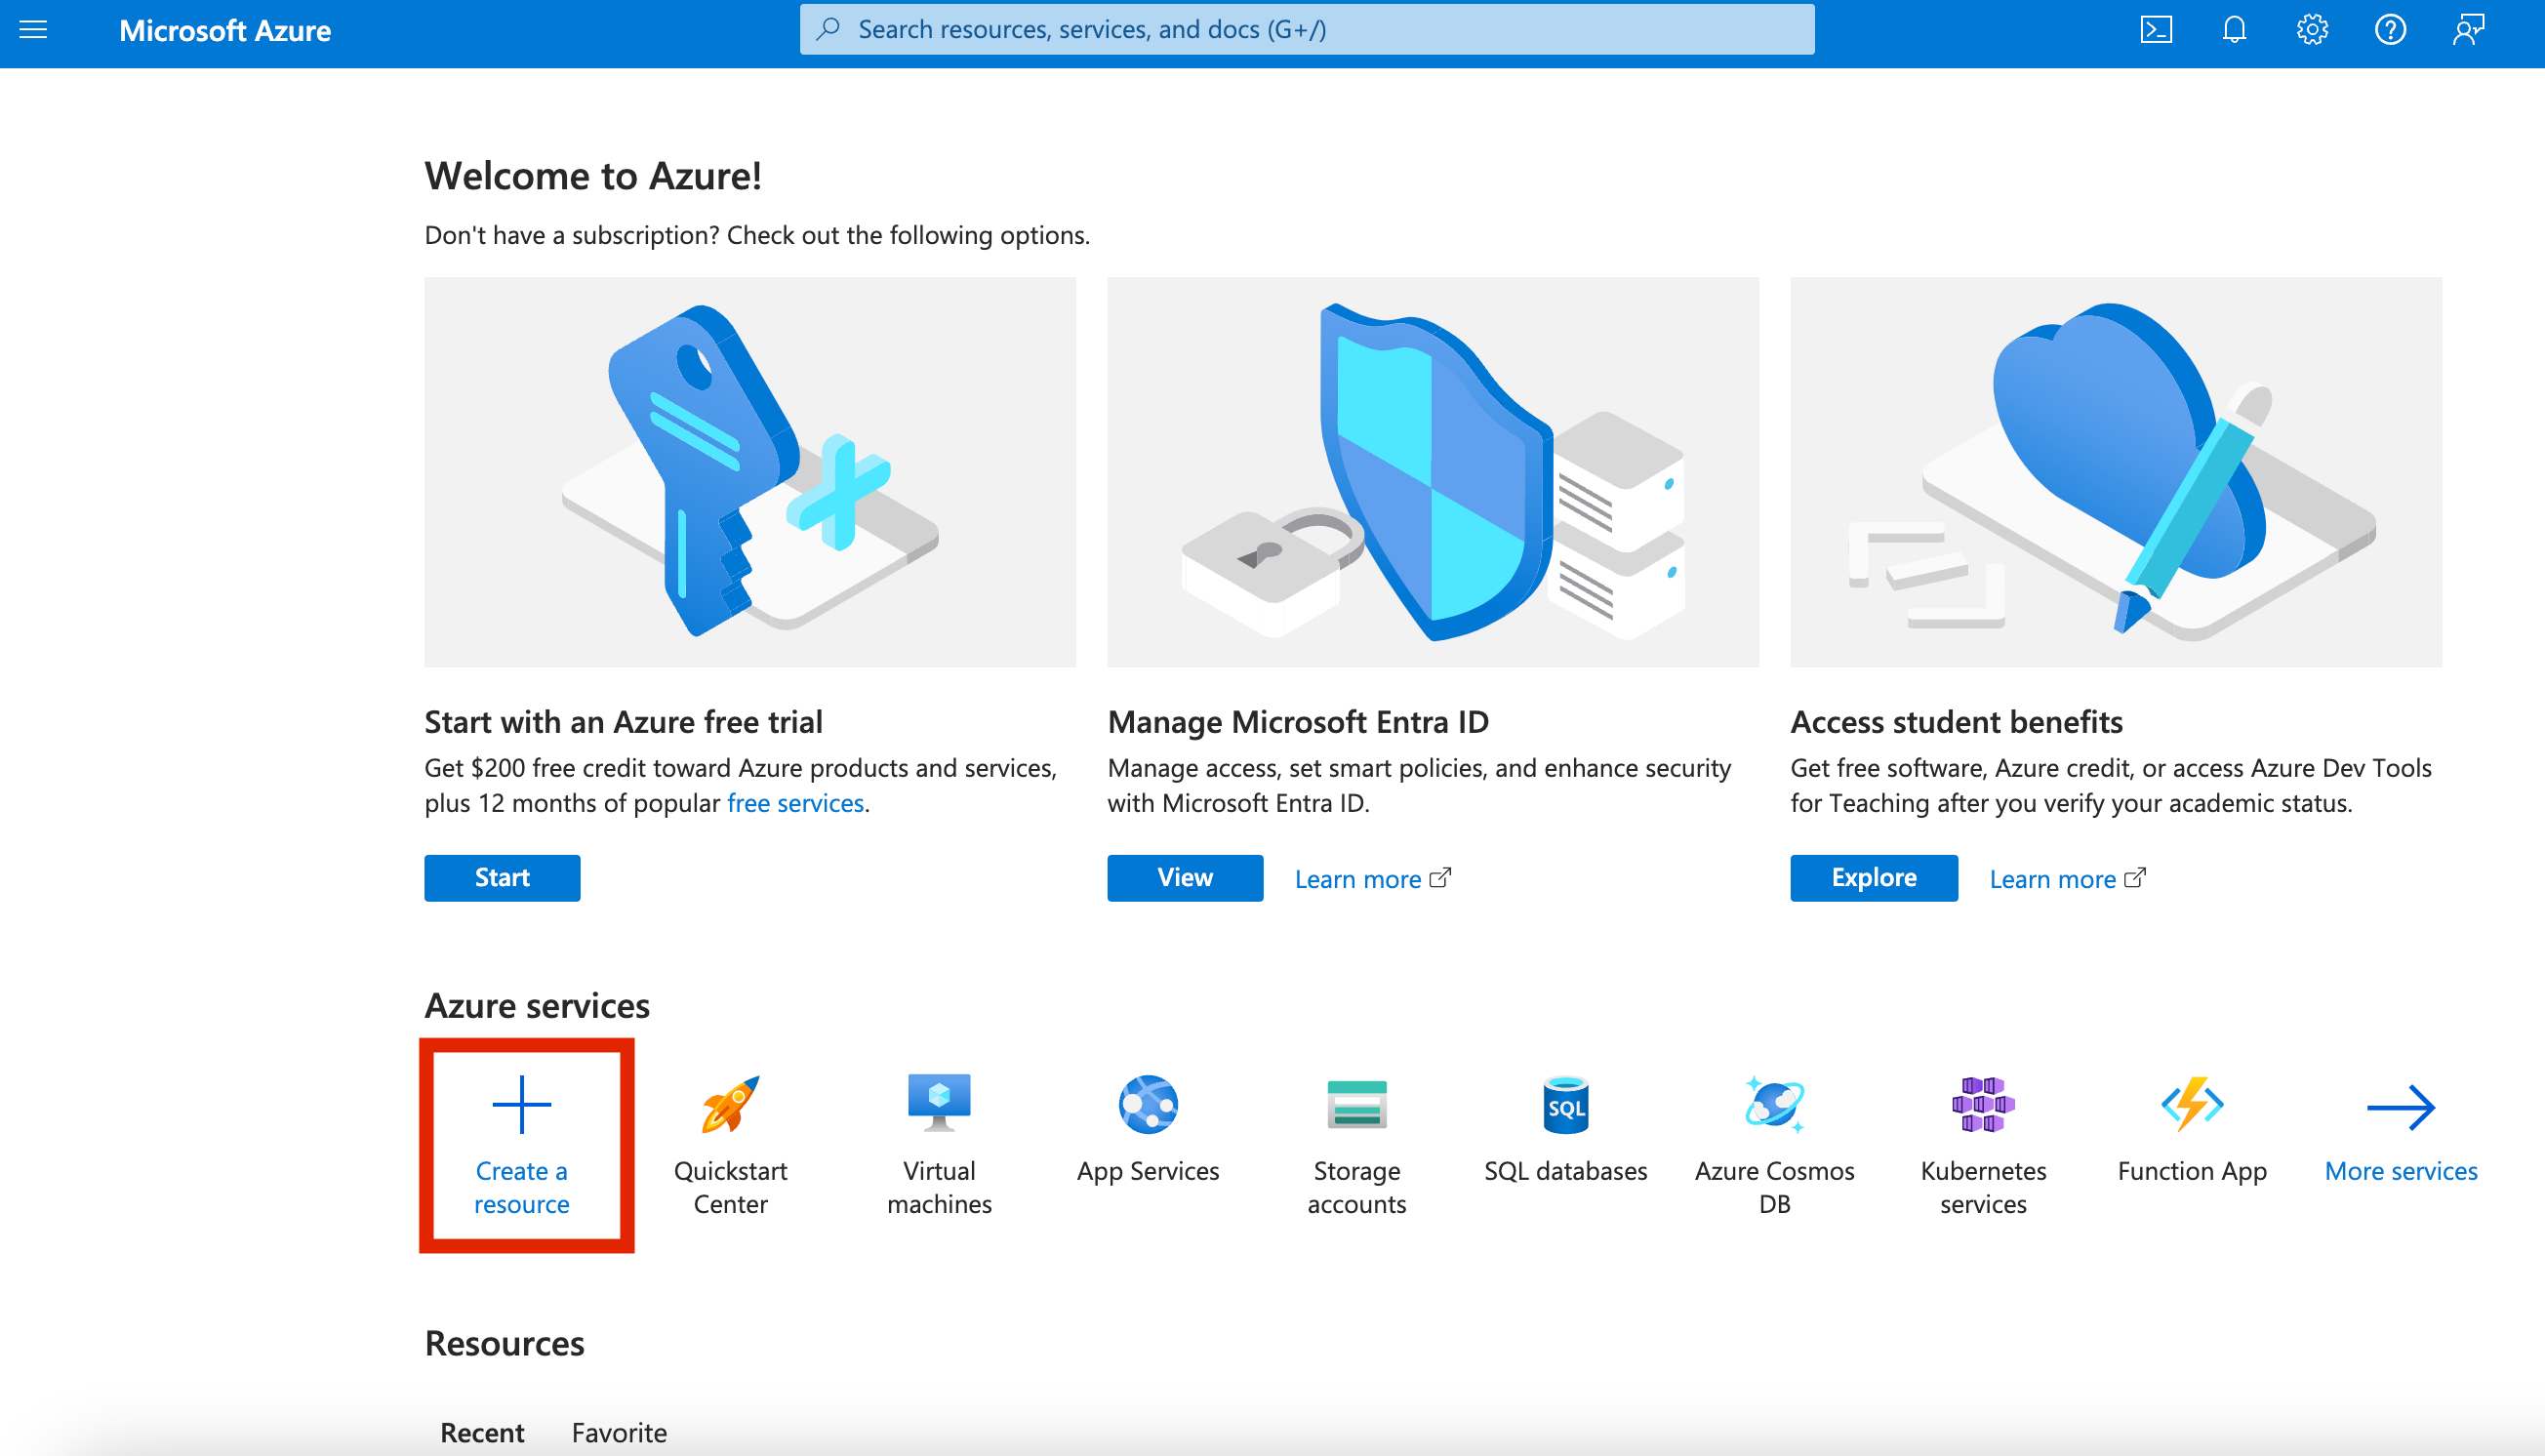 Microsoft Azure
Search resources, services, and docs (G+/)
Welcome to Azure!
Don't have a subscription? Check out the following options.
Start with an Azure free trial
Get $200 free credit toward Azure products and services,
plus 12 months of popular free services.
Start
Manage Microsoft Entra ID
Manage access, set smart policies, and enhance security
with Microsoft Entra ID.
View
Learn more
Access student benefits
Get free software, Azure credit, or access Azure Dev Tools
for Teaching after you verify your academic status.
Explore
Learn more
Azure services
Create a
resource
Quickstart
Center
Virtual
machines
App Services
Storage
accounts
SQL
SQL databases
Azure Cosmos
DB
Kubernetes
services
Function App
More services
Resources
Recent
Favorite